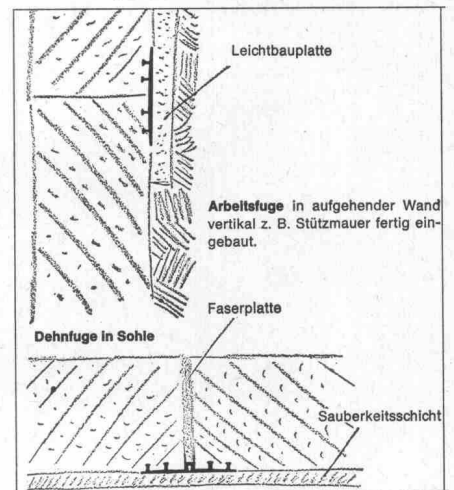 Leichtbauplatte
Arbeitsfuge in aufgehender Wand
vertikal z. B. Stützmauer fertig ein-
gebaut.
Faserplatte
Dehnfuge in Sohle
Sauberkeitsschicht